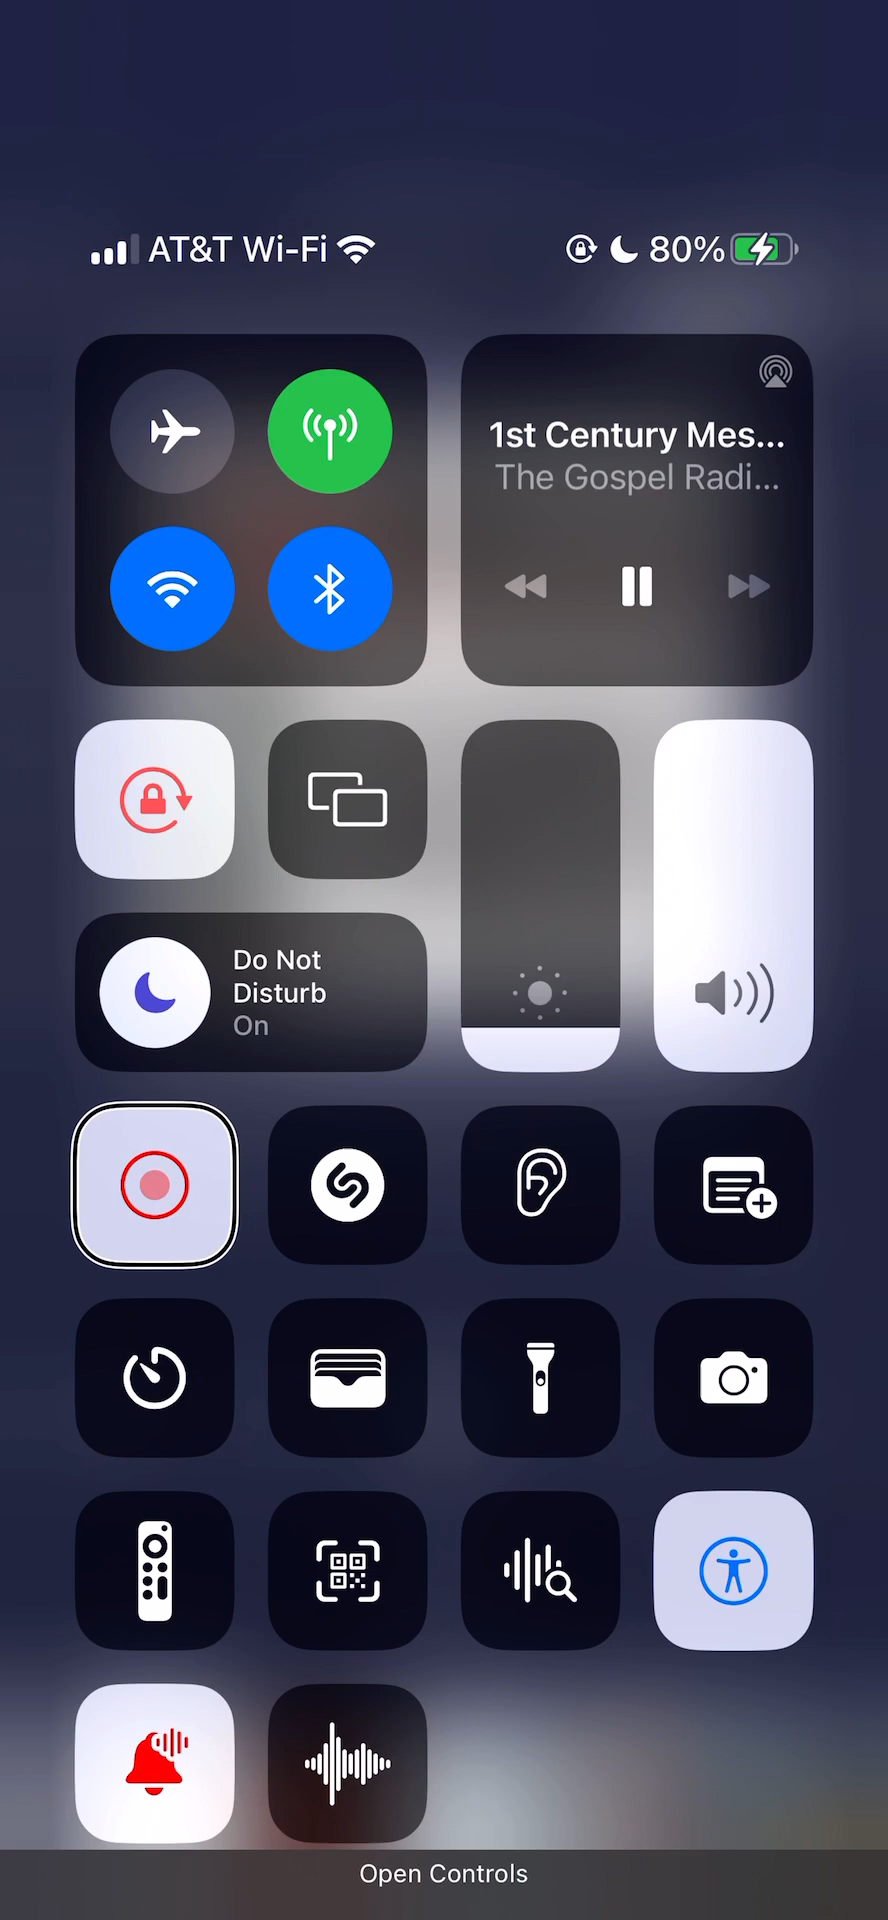 AT&T Wi-Fi 80%
1st Century Mes...
The Gospel Radi...
Do Not
Disturb
On
Open Controls